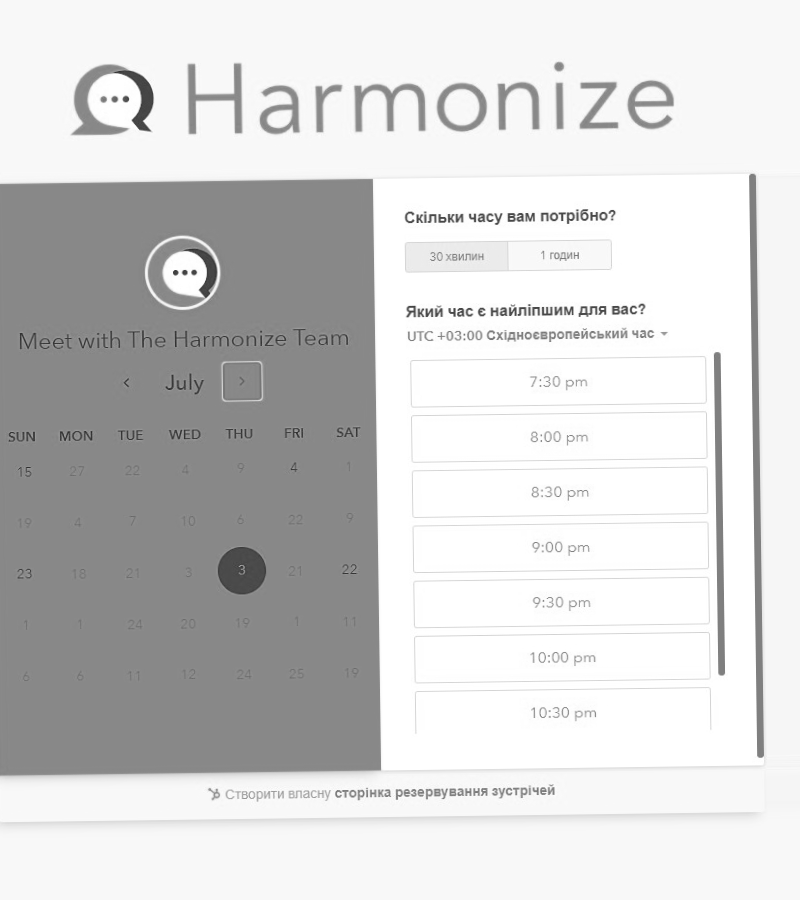 Harmonize
Meet with The Harmonize Team
July
SUN MON TUE WED THU FRI SAT
15 27 22 4 9 4 1
19 4 7 10 6 22 9
23 18 21 3 3 21 22
1 1 24 20 19 1 11
6 6 11 12 24 25 19
Скільки часу вам потрібно?
30 хвилин 1 годин
Який час є найліпшим для вас?
UTC +03:00 Східноєвропейський час
7:30 pm
8:00 pm
8:30 pm
9:00 pm
9:30 pm
10:00 pm
10:30 pm
Створити власну сторінка резервування зустрічей